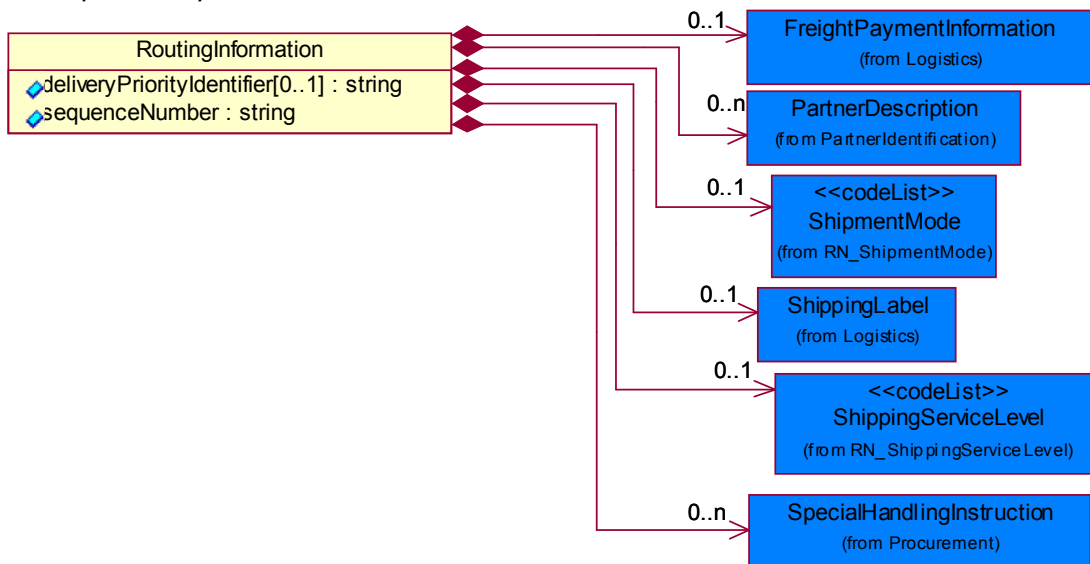 RoutingInformation
deliveryPriorityIdentifier[0..1] : string
sequenceNumber : string
0..1
FreightPaymentInformation
(from Logistics)
0..n
PartnerDescription
(from PartnerIdentification)
0..1
<<codeList>>
ShipmentMode
(from RN_ShipmentMode)
0..1
ShippingLabel
(from Logistics)
0..1
<<codeList>>
ShippingServiceLevel
(from RN_ShippingServiceLevel)
0..n
SpecialHandlingInstruction
(from Procurement)